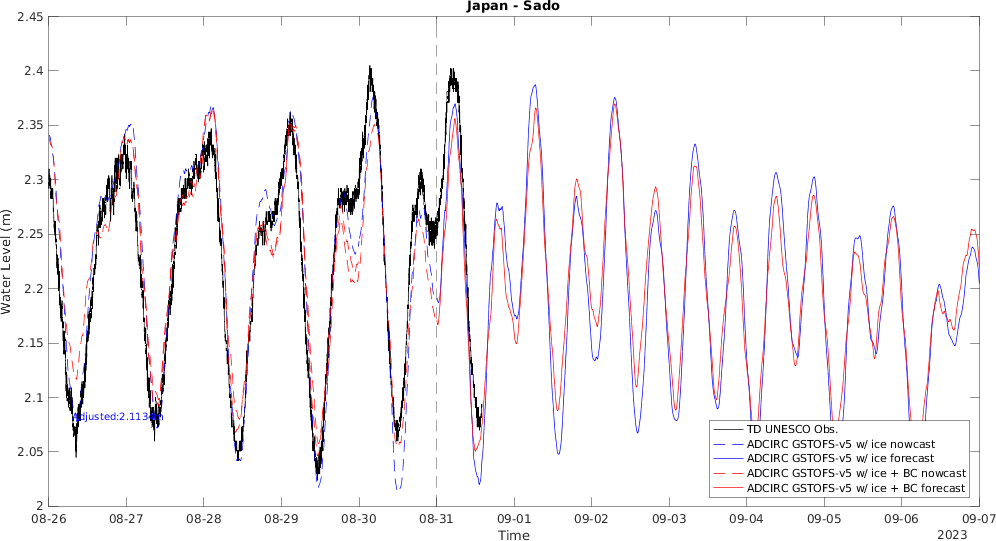 Japan - Sado
2.45
2.4
2.35
2.3
2.25
2.2
2.15
2.1
2.05
2
Water Level (m)
TD UNESCO Obs.
ADCIRC GSTOFS-v5 w/ ice nowcast
ADCIRC GSTOFS-v5 w/ ice forecast
ADCIRC GSTOFS-v5 w/ ice + BC nowcast
ADCIRC GSTOFS-v5 w/ ice + BC forecast
08-26 08-27 08-28 08-29 08-30 08-31 09-01 09-02 09-03 09-04 09-05 09-06 09-07
Time
2023